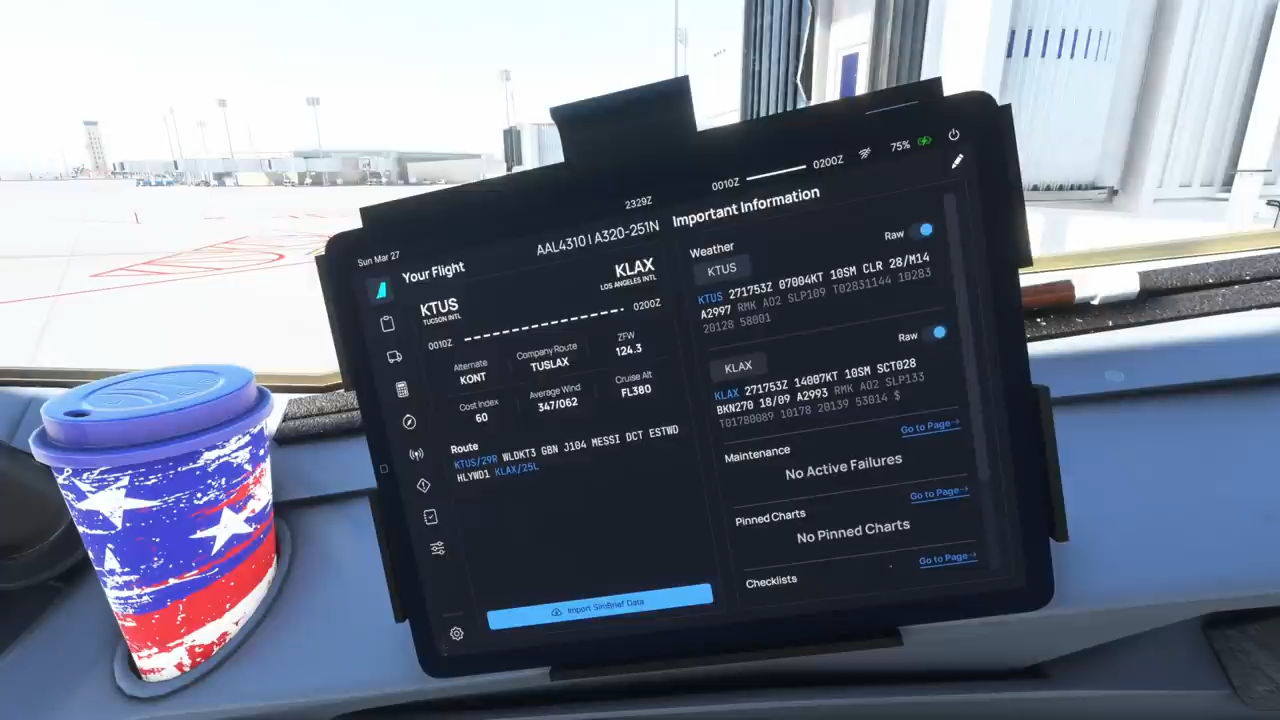 Sun Mar 27
2329Z
0010Z
0200Z
75%
Your Flight
AAL4310 | A320-251N
KTUS
TUCSON INTL
KLAX
LOS ANGELES INTL
0010Z
0200Z
Alternate
KONT
Company Route
TUSLAX
ZFW
124.3
Cost Index
60
Average Wind
347/062
Cruise Alt
FL380
Route
KTUS/29R WLDKT3 GBN J104 MESSI DCT ESTWD
HLYWD1 KLAX/25L
Import SimBrief Data
Important Information
Weather
Raw
KTUS
KTUS 271753Z 07004KT 10SM CLR 28/M14
A2997 RMK AO2 SLP109 T02831144 10283
20128 58001
Raw
KLAX
KLAX 271753Z 14007KT 10SM SCT028
BKN270 18/09 A2993 RMK AO2 SLP133
T01780089 10178 20139 53014 $
Go to Page
Maintenance
No Active Failures
Go to Page
Pinned Charts
No Pinned Charts
Go to Page
Checklists